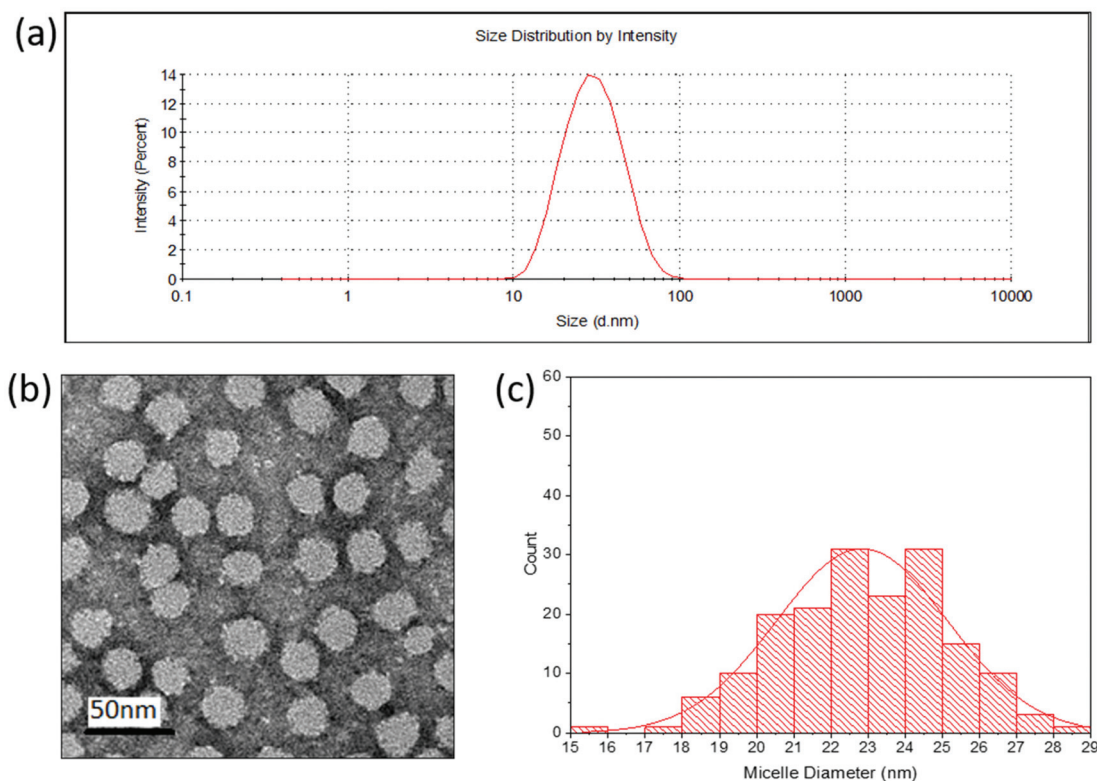 (a)
Size Distribution by Intensity
Intensity (Percent)
14
12
10
8
6
4
2
0
0.1 1 10 100 1000 10000
Size (d.nm)
(b)
50nm
(c)
Count
60
50
40
30
20
10
0
15 16 17 18 19 20 21 22 23 24 25 26 27 28 29
Micelle Diameter (nm)